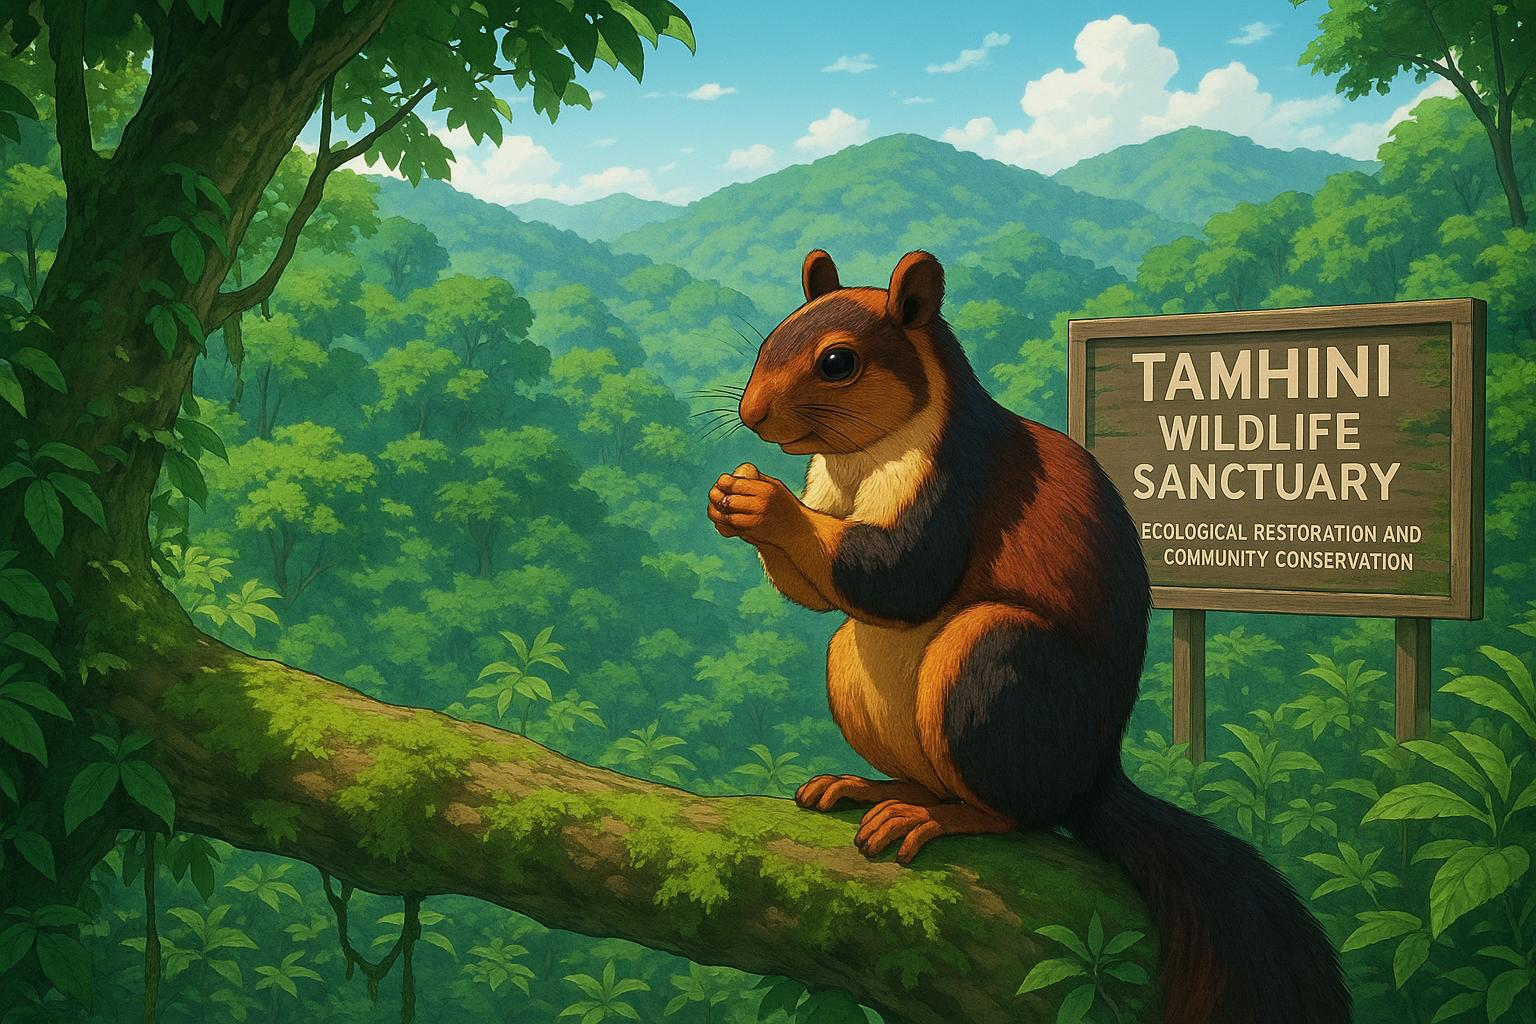 TAMHINI
WILDLIFE
SANCTUARY
ECOLOGICAL RESTORATION AND
COMMUNITY CONSERVATION